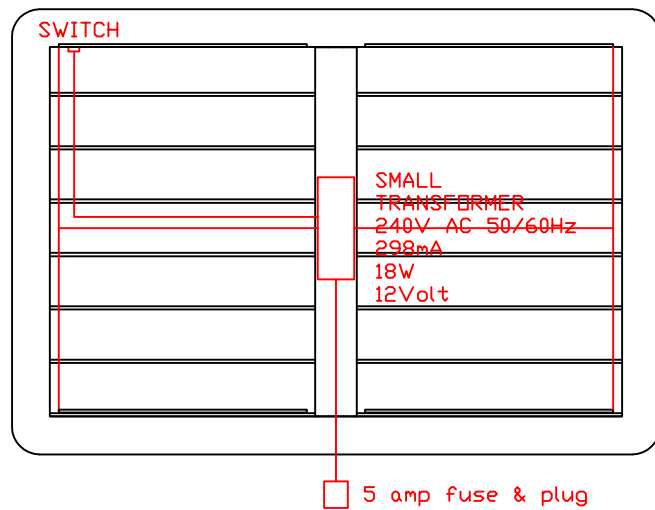 SWITCH
SMALL
TRANSFORMER
240V AC 50/60Hz
298mA
18W
12Volt
5 amp fuse & plug